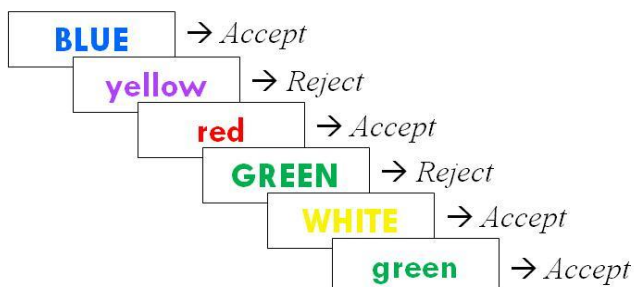 BLUE → Accept
yellow → Reject
red → Accept
GREEN → Reject
WHITE → Accept
green → Accept